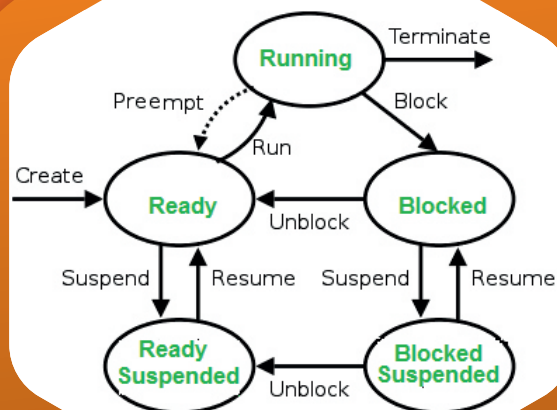 Terminate
Running
Preempt
Block
Run
Create
Ready
Blocked
Unblock
Suspend
Resume
Suspend
Resume
Ready
Suspended
Blocked
Suspended
Unblock